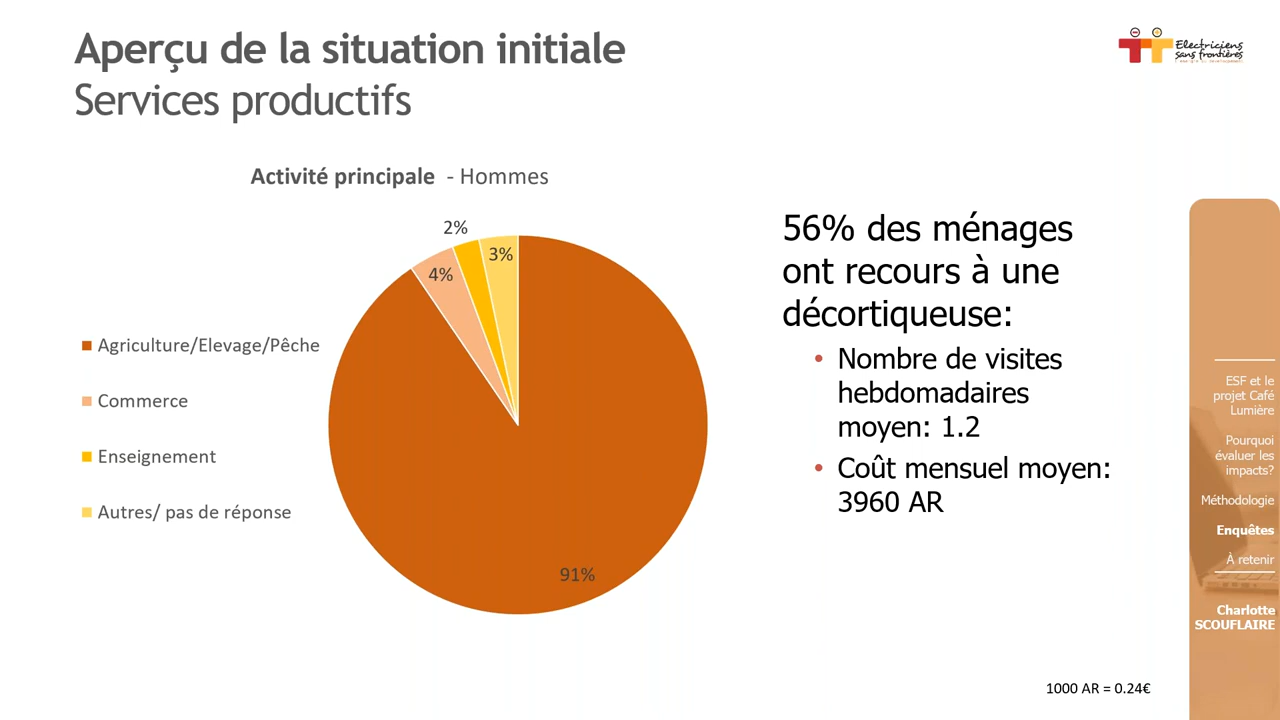 Aperçu de la situation initiale
Services productifs
Electriciens
sans frontières
Activité principale - Hommes
2%
3%
4%
91%
Agriculture/Elevage/Pêche
Commerce
Enseignement
Autres/ pas de réponse
56% des ménages
ont recours à une
décortiqueuse:
• Nombre de visites
hebdomadaires
moyen: 1.2
• Coût mensuel moyen:
3960 AR
ESF et le
projet Café
Lumière
Pourquoi
évaluer les
impacts?
Méthodologie
Enquêtes
À retenir
Charlotte
SCOUFLAIRE
1000 AR = 0.24€